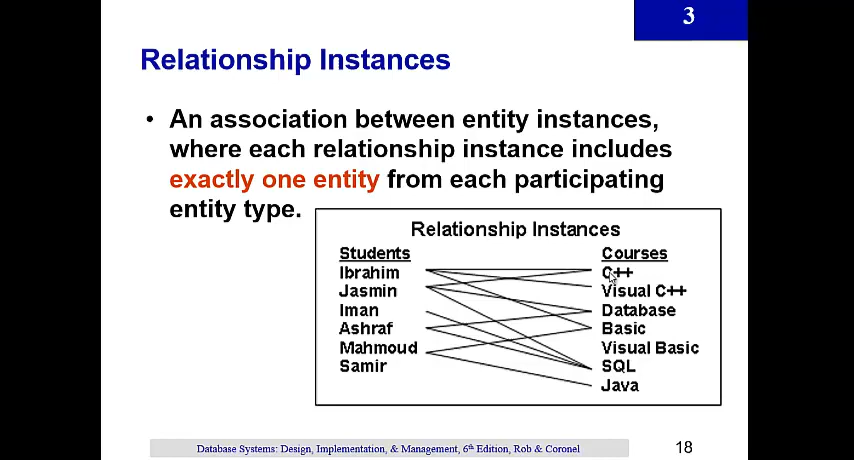 3
Relationship Instances
• An association between entity instances,
where each relationship instance includes
exactly one entity from each participating
entity type.
Relationship Instances
Students Courses
Ibrahim C++
Jasmin Visual C++
Iman Database
Ashraf Basic
Mahmoud Visual Basic
Samir SQL
Java
Database Systems: Design, Implementation, & Management, 6th Edition, Rob & Coronel
18